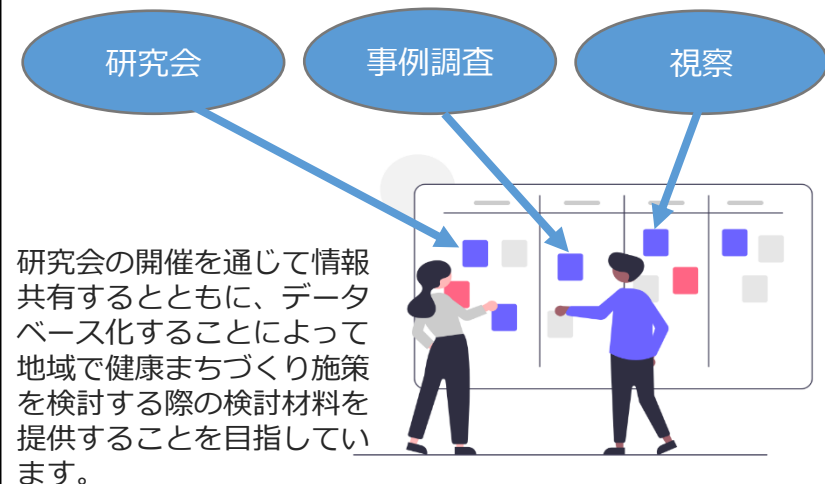 研究会
事例調査
視察
研究会の開催を通じて情報
共有するとともに、データ
ベース化することによって
地域で健康まちづくり施策
を検討する際の検討材料を
提供することを目指してい
ます。